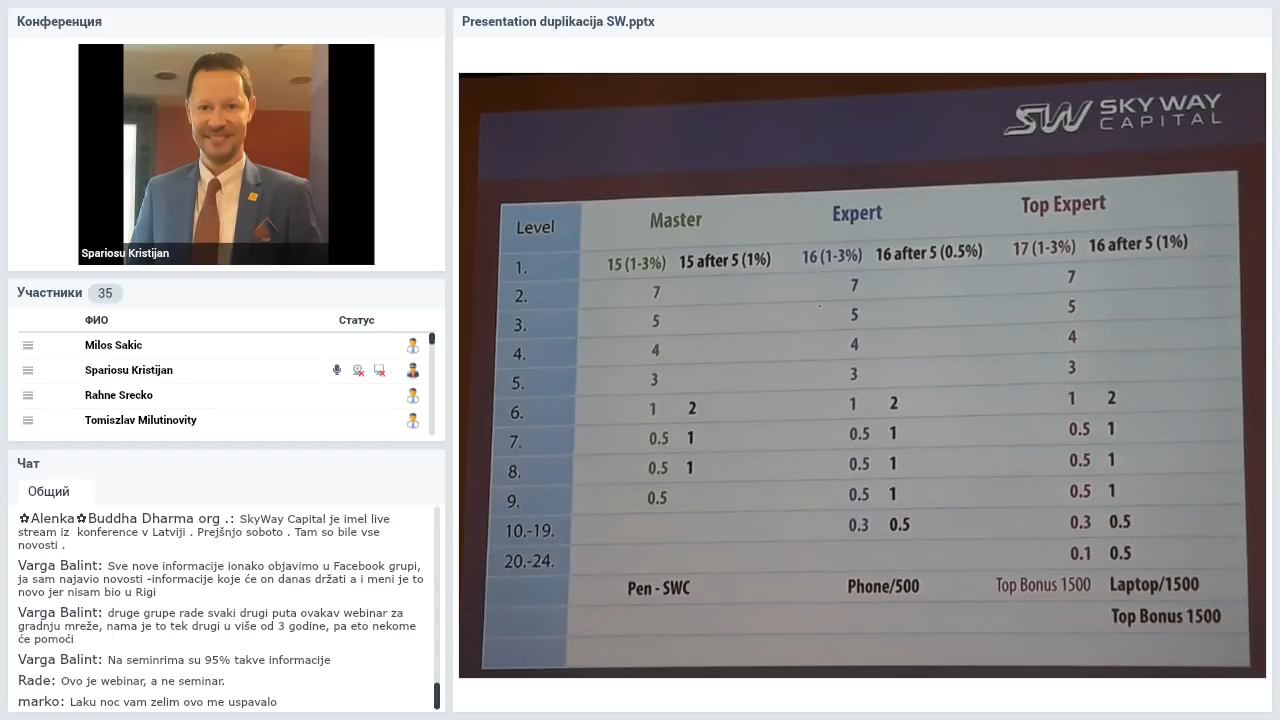 Конференция
Spariosu Kristijan
Участники 35
ФИО Статус
Milos Sakic
Spariosu Kristijan
Rahne Srecko
Tomiszlav Milutinovity
Чат
Общий
✿Alenka✿Buddha Dharma org .: SkyWay Capital je imel live
stream iz konference v Latviji . Prejšnjo soboto . Tam so bile vse
novosti .
Varga Balint: Sve nove informacije ionako objavimo u Facebook grupi,
ja sam najavio novosti -informacije koje će on danas držati a i meni je to
novo jer nisam bio u Rigi
Varga Balint: druge grupe rade svaki drugi puta ovakav webinar za
gradnju mreže, nama je to tek drugi u više od 3 godine, pa eto nekome
će pomoći
Varga Balint: Na seminrima su 95% takve informacije
Rade: Ovo je webinar, a ne seminar.
marko: Laku noc vam zelim ovo me uspavalo
Presentation duplikacija SW.pptx
SW SKY WAY
CAPITAL
Level Master Expert Top Expert
1. 15 (1-3%) 15 after 5 (1%) 16 (1-3%) 16 after 5 (0.5%) 17 (1-3%) 16 after 5 (1%)
2. 7 7 7
3. 5 5 5
4. 4 4 4
5. 3 3 3
6. 1 2 1 2 1 2
7. 0.5 1 0.5 1 0.5 1
8. 0.5 1 0.5 1 0.5 1
9. 0.5 0.5 1 0.5 1
10.-19. 0.3 0.5 0.3 0.5
20.-24. 0.1 0.5
Pen - SWC Phone/500 Top Bonus 1500 Laptop/1500
Top Bonus 1500